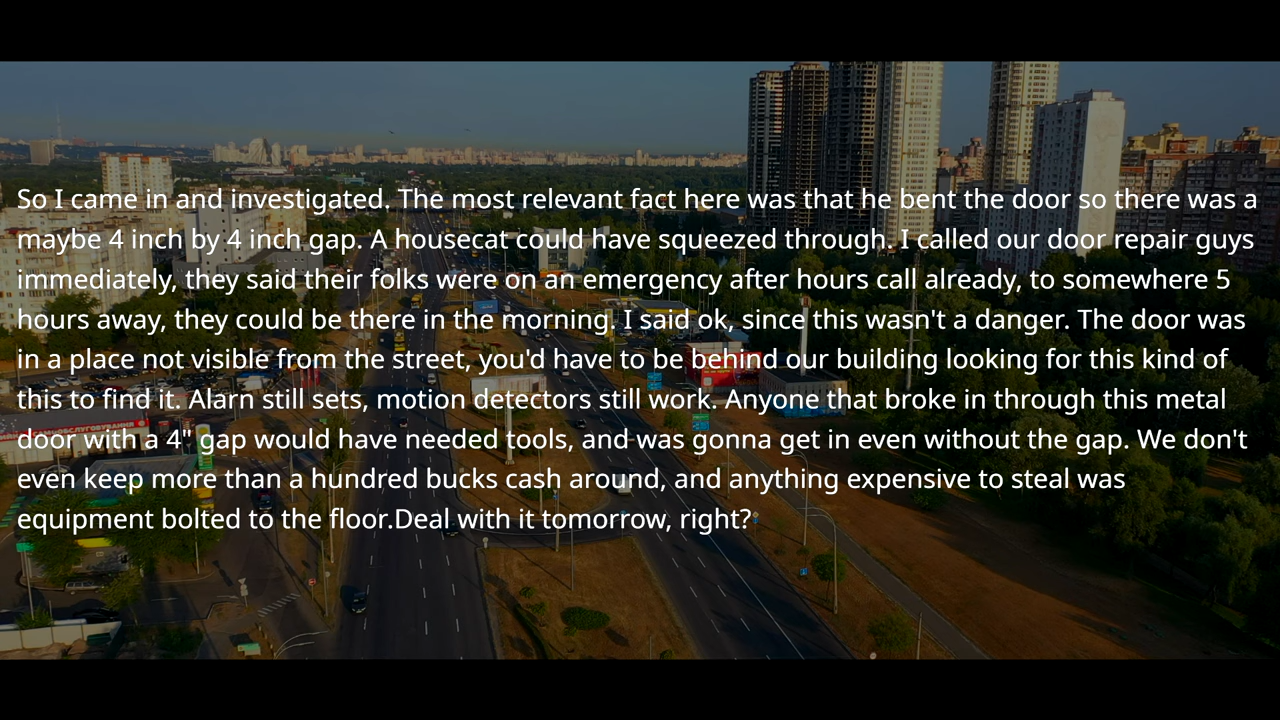 So I came in and investigated. The most relevant fact here was that he bent the door so there was a
maybe 4 inch by 4 inch gap. A housecat could have squeezed through. I called our door repair guys
immediately, they said their folks were on an emergency after hours call already, to somewhere 5
hours away, they could be there in the morning. I said ok, since this wasn't a danger. The door was
in a place not visible from the street, you'd have to be behind our building looking for this kind of
this to find it. Alarn still sets, motion detectors still work. Anyone that broke in through this metal
door with a 4" gap would have needed tools, and was gonna get in even without the gap. We don't
even keep more than a hundred bucks cash around, and anything expensive to steal was
equipment bolted to the floor.Deal with it tomorrow, right?